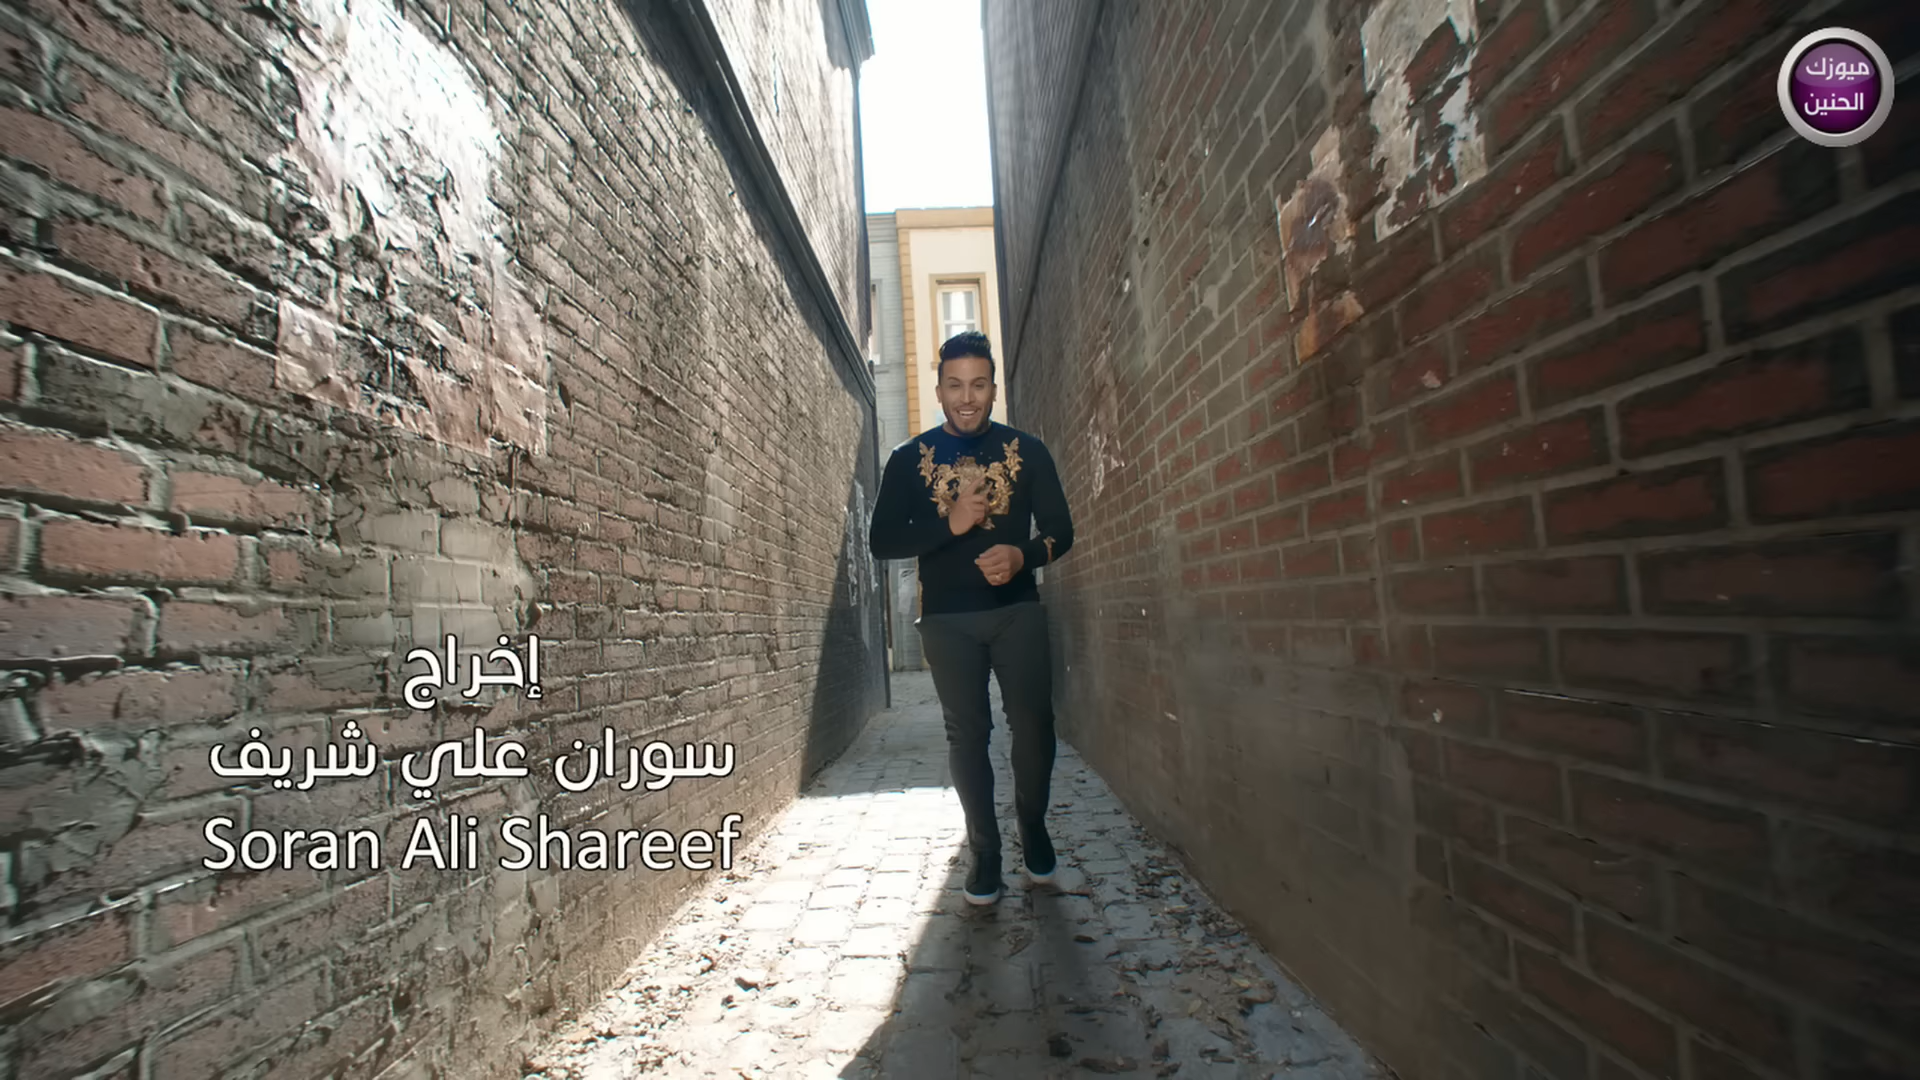 ميوزك
الحنين
إخراج
سوران علي شريف
Soran Ali Shareef